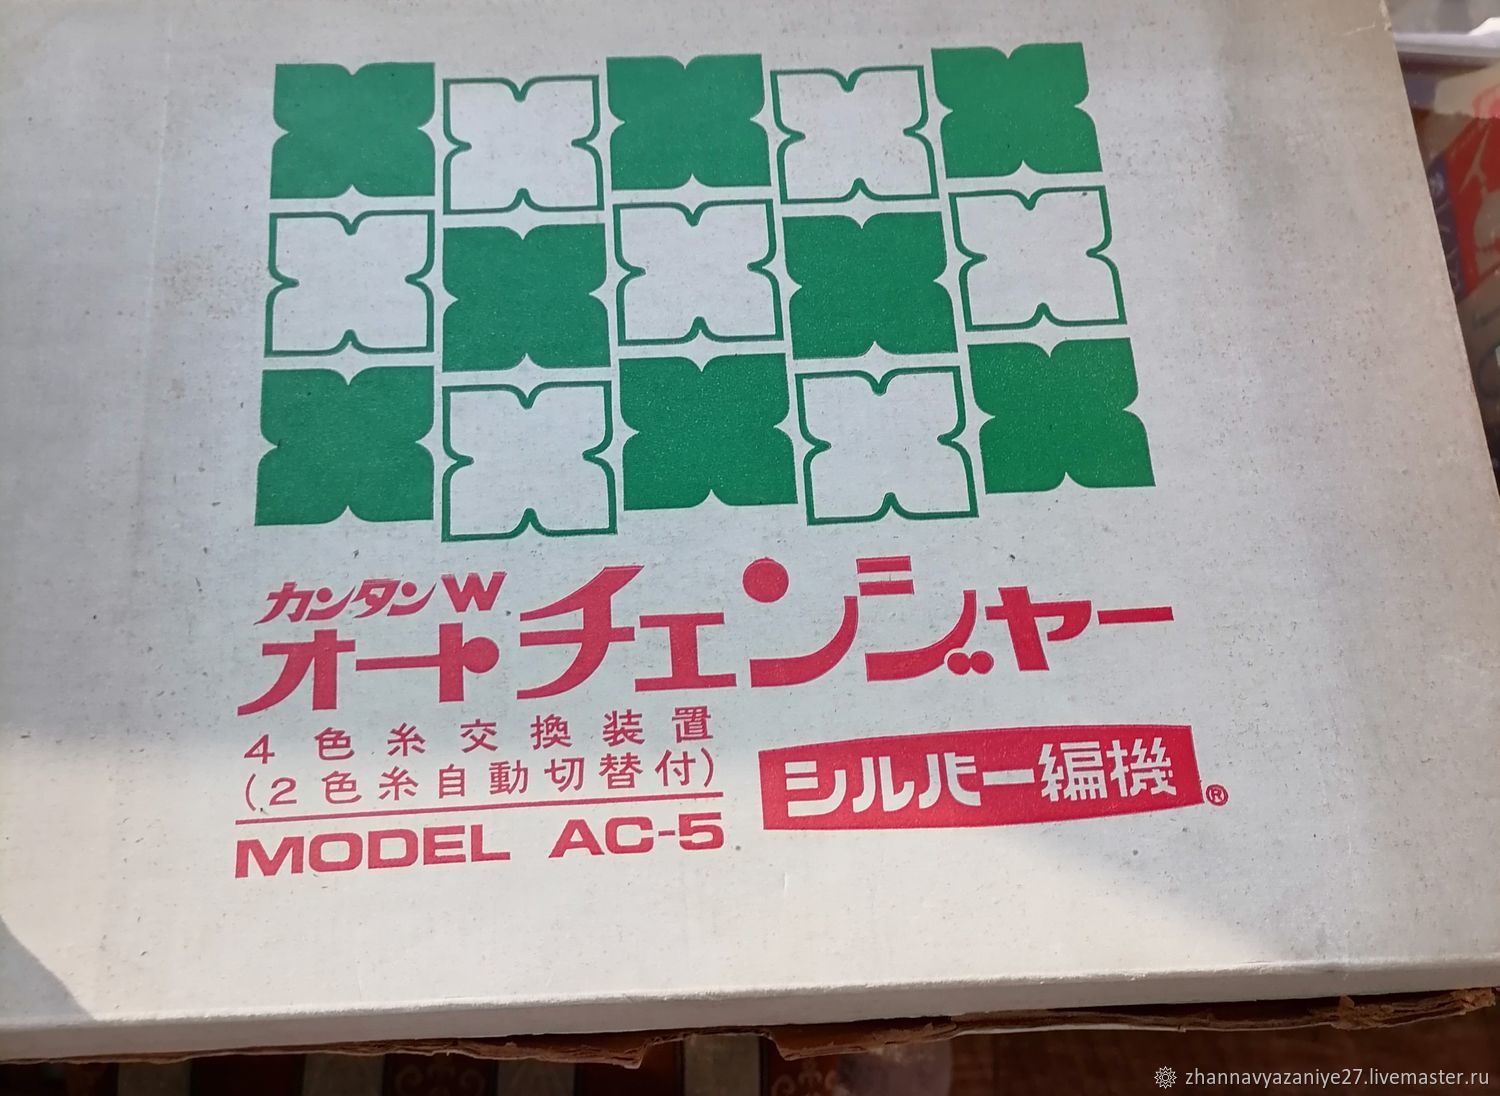 カンタンW
オートチェンジャー
4色糸交換装置
(2色糸自動切替付)
MODEL AC-5
シルバー編機®
zhannavyazaniye27.livemaster.ru